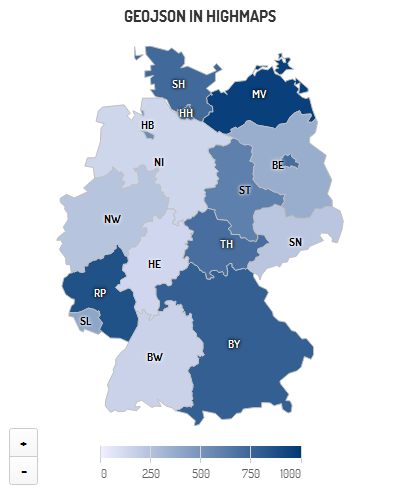 GEOJSON IN HIGHMAPS
SH
MV
HH
HB
NI
BE
ST
NW
TH
SN
HE
RP
SL
BY
BW
+
-
0 250 500 750 1000